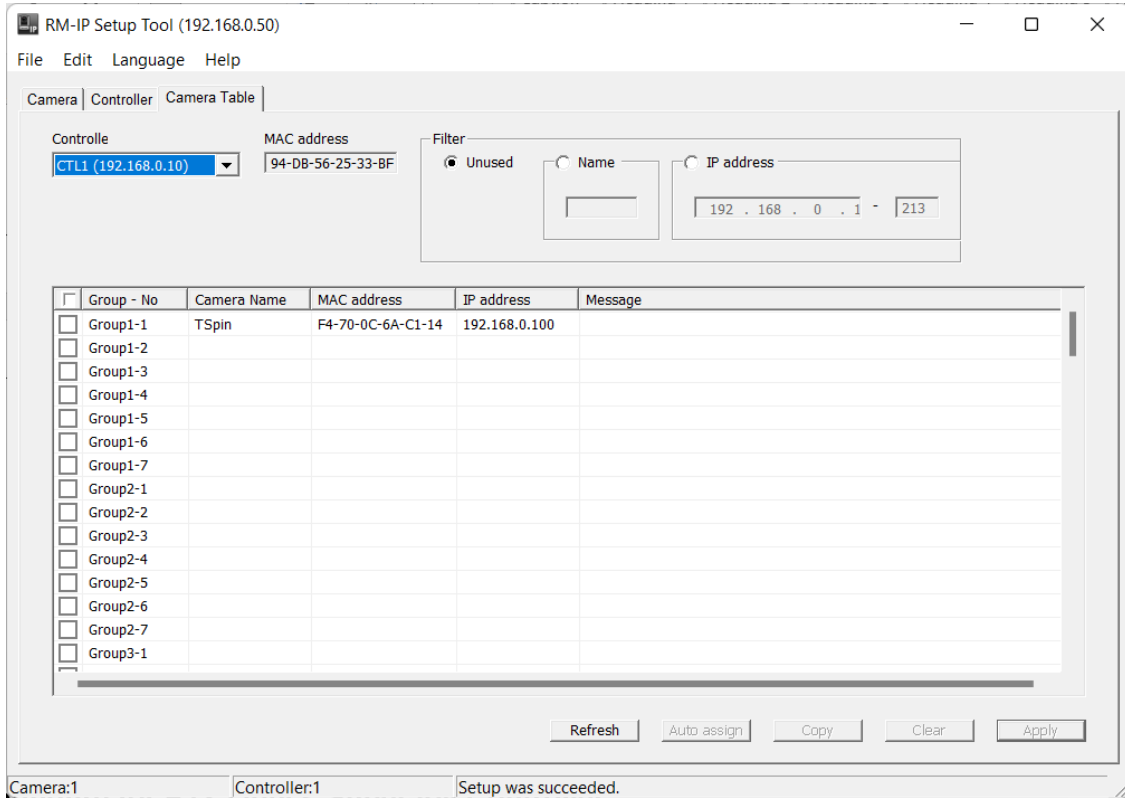 RM-IP Setup Tool (192.168.0.50)
File Edit Language Help
Camera Controller Camera Table
Controlle MAC address Filter
CTL1 (192.168.0.10) 94-DB-56-25-33-BF Unused Name IP address
192 . 168 . 0 . 1 - 213
Group - No Camera Name MAC address IP address Message
Group1-1 TSpin F4-70-0C-6A-C1-14 192.168.0.100
Group1-2
Group1-3
Group1-4
Group1-5
Group1-6
Group1-7
Group2-1
Group2-2
Group2-3
Group2-4
Group2-5
Group2-6
Group2-7
Group3-1
Refresh Auto assign Copy Clear Apply
Camera:1 Controller:1 Setup was succeeded.